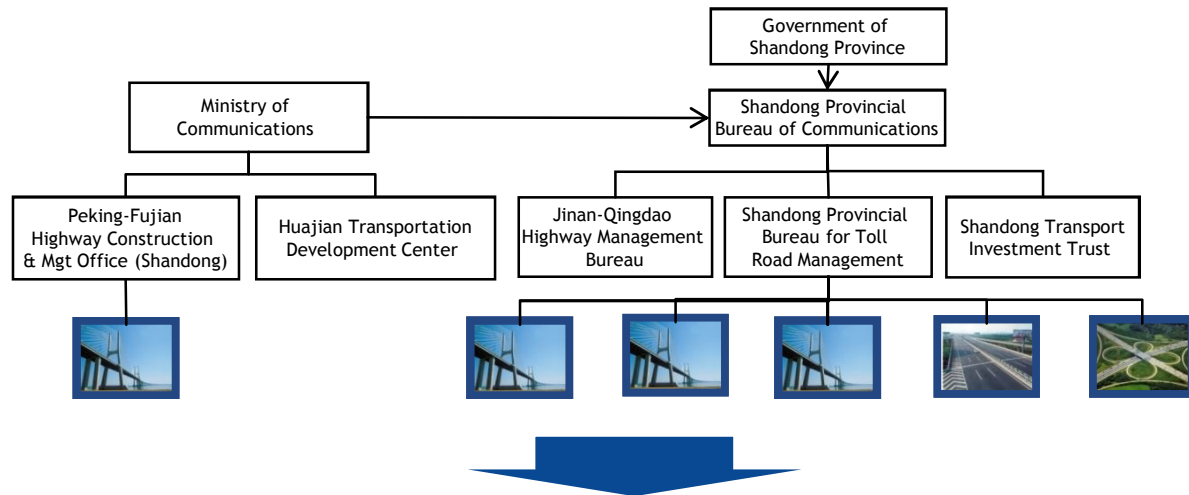 Government of
Shandong Province
Ministry of
Communications
Shandong Provincial
Bureau of Communications
Peking-Fujian
Highway Construction
& Mgt Office (Shandong)
Huajian Transportation
Development Center
Jinan-Qingdao
Highway Management
Bureau
Shandong Provincial
Bureau for Toll
Road Management
Shandong Transport
Investment Trust